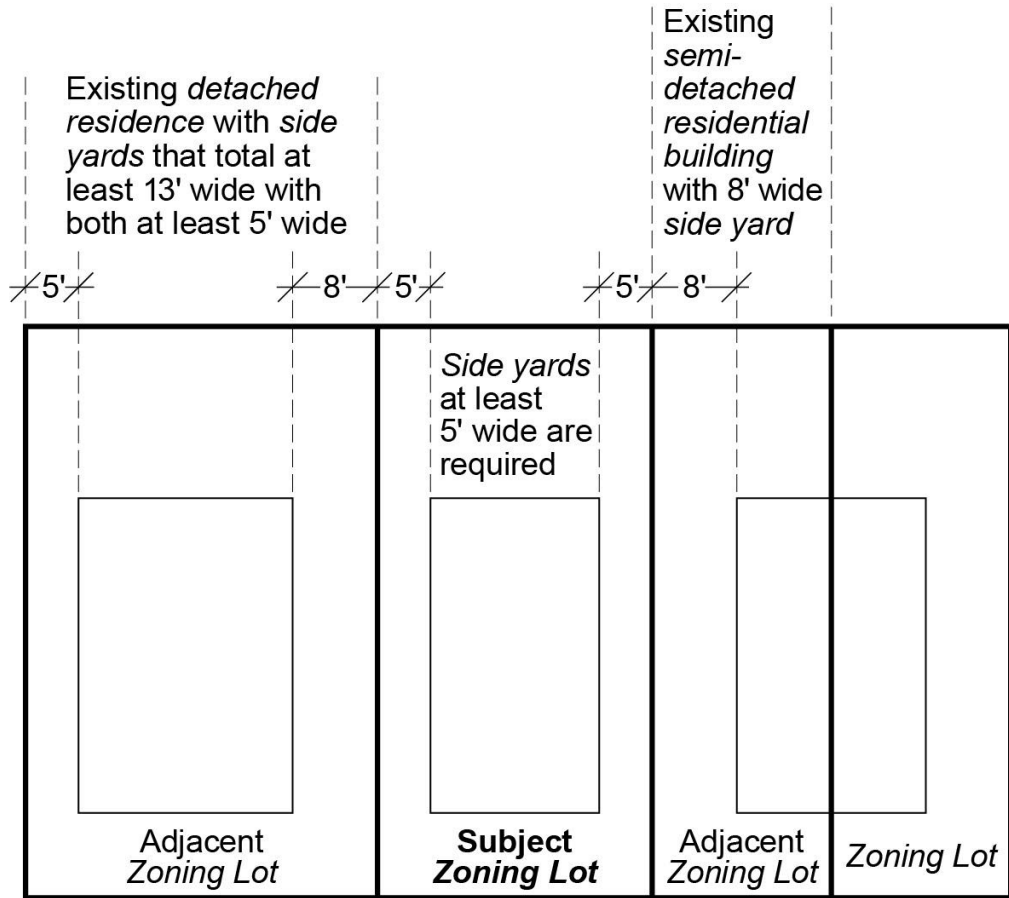 Existing detached
residence with side
yards that total at
least 13' wide with
both at least 5' wide
Existing
semi-
detached
residential
building
with 8' wide
side yard
5'
8'
5'
5'
8'
Side yards
at least
5' wide are
required
Adjacent
Zoning Lot
Subject
Zoning Lot
Adjacent
Zoning Lot
Zoning Lot